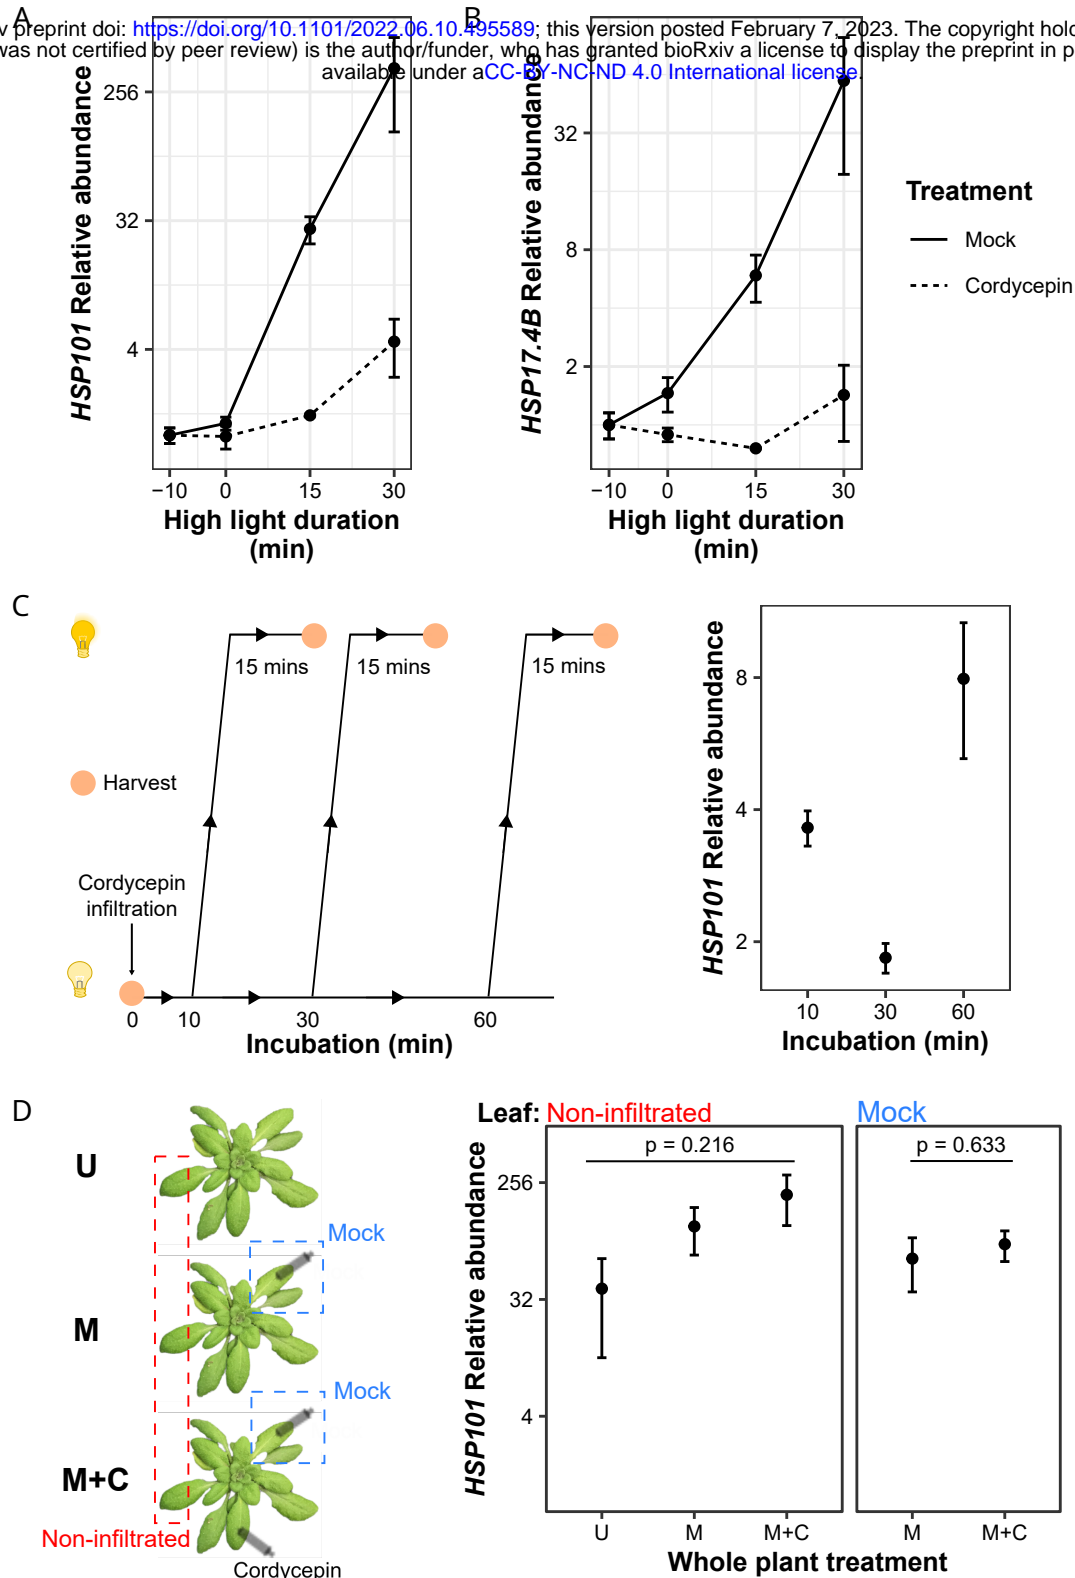 v preprint doi: https://doi.org/10.1101/2022.06.10.495589; this version posted February 7, 2023. The copyright holc
was not certified by peer review) is the author/funder, who has granted bioRxiv a license to display the preprint in p
available under aCC-BY-NC-ND 4.0 International license.
A
HSP101 Relative abundance
256
32
4
−10 0 15 30
High light duration
(min)
B
HSP17.4B Relative abundance
32
8
2
−10 0 15 30
High light duration
(min)
Treatment
Mock
Cordycepin
C
15 mins 15 mins 15 mins
Harvest
Cordycepin
infiltration
0 10 30 60
Incubation (min)
HSP101 Relative abundance
8
4
2
10 30 60
Incubation (min)
D
U
Mock
M
Mock
M+C
Non-infiltrated
Cordycepin
Leaf: Non-infiltrated Mock
HSP101 Relative abundance
p = 0.216 p = 0.633
256
32
4
U M M+C M M+C
Whole plant treatment